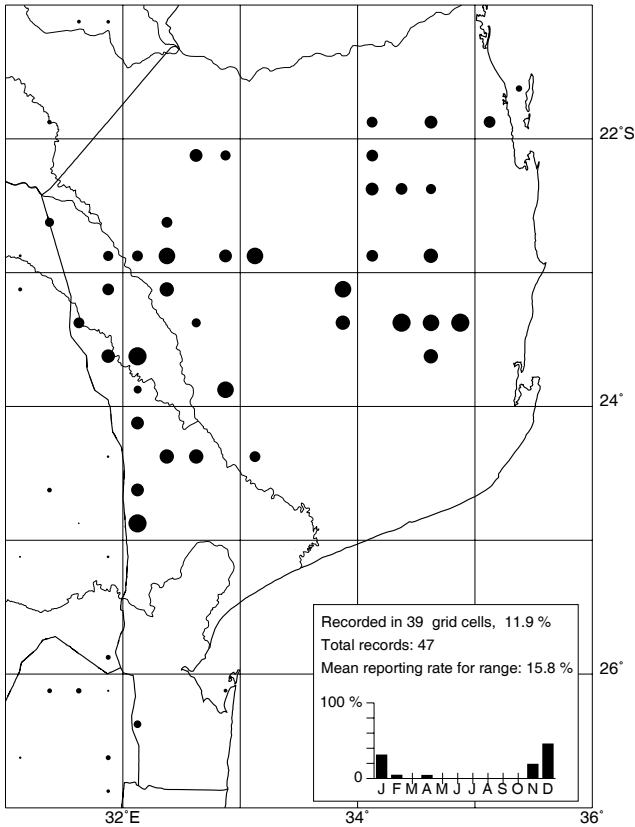 22°S
24°
Recorded in 39 grid cells, 11.9 %
Total records: 47
Mean reporting rate for range: 15.8 %
26°
100 %
0
J F M A M J J A S O N D
32°E 34° 36°